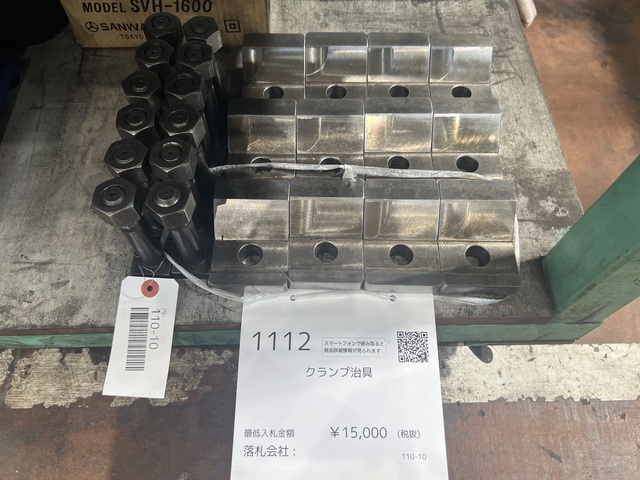 MODEL SVH-1600
SANWA
TOKYO
110-10
1112
スマートフォンで読み取ると
商品詳細情報が見られます
クランプ治具
最低入札金額 ￥15,000 (税抜)
落札会社：
110-10